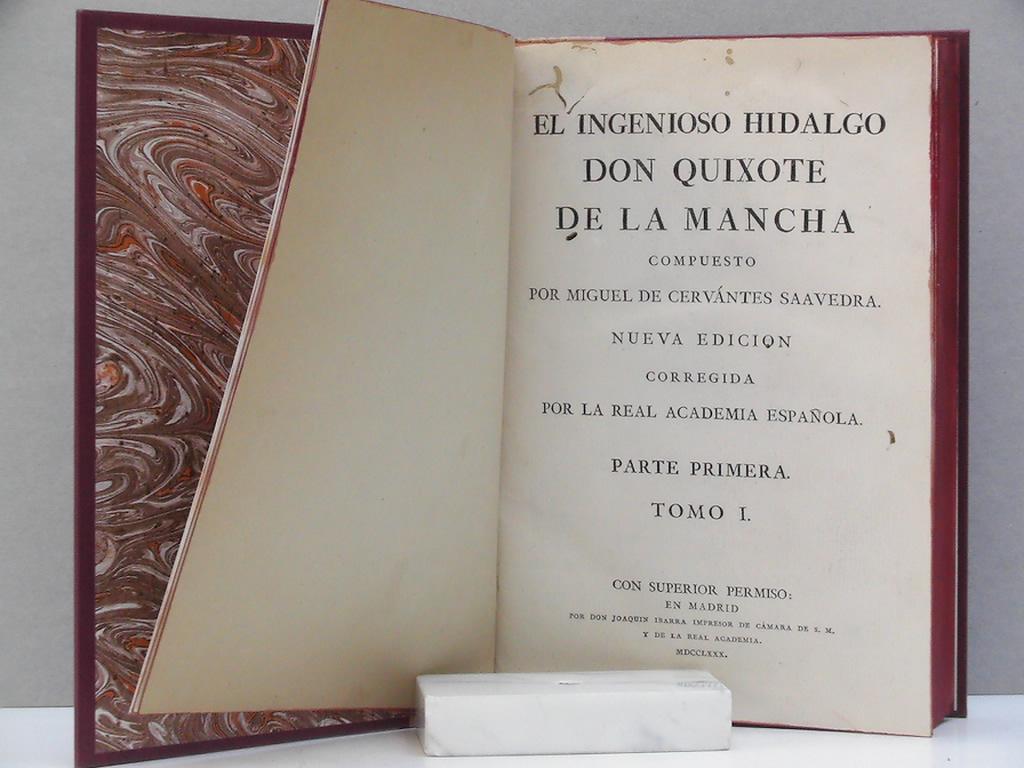 EL INGENIOSO HIDALGO
DON QUIXOTE
DE LA MANCHA
COMPUESTO
POR MIGUEL DE CERVÁNTES SAAVEDRA.
NUEVA EDICION
CORREGIDA
POR LA REAL ACADEMIA ESPAÑOLA.
PARTE PRIMERA.
TOMO I.
CON SUPERIOR PERMISO:
EN MADRID
POR DON JOAQUIN IBARRA IMPRESOR DE CÁMARA DE S. M.
Y DE LA REAL ACADEMIA.
MDCCLXXX.